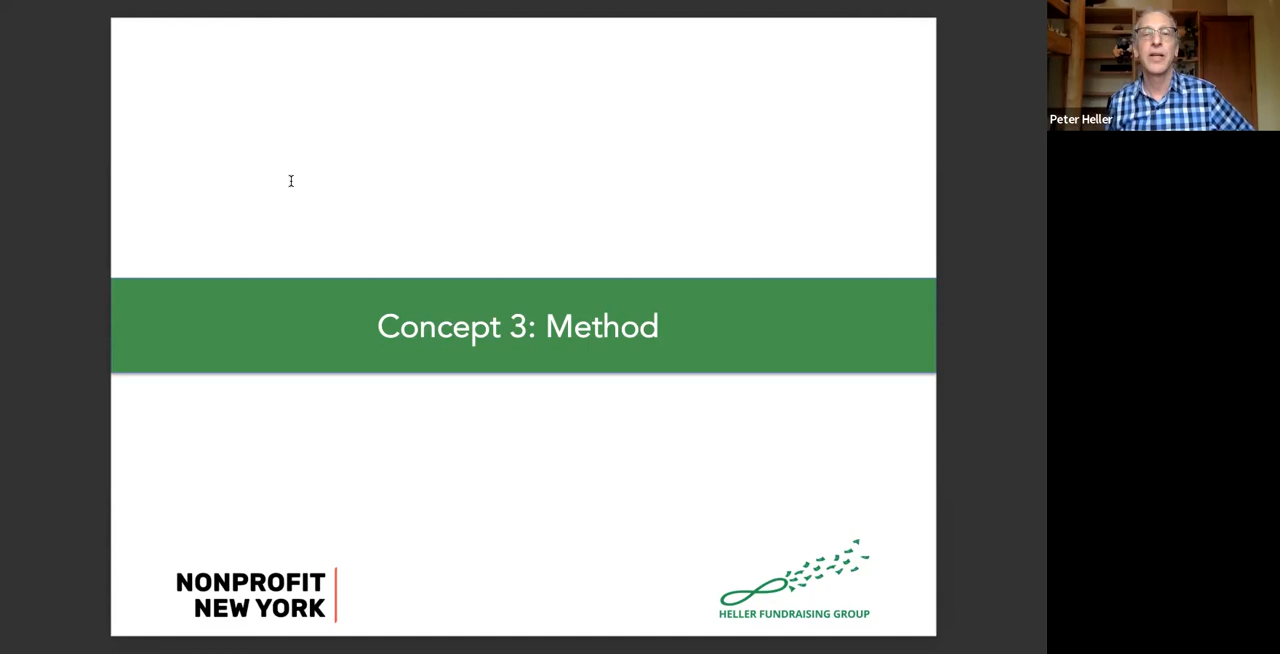 Peter Heller
Concept 3: Method
NONPROFIT
NEW YORK
HELLER FUNDRAISING GROUP